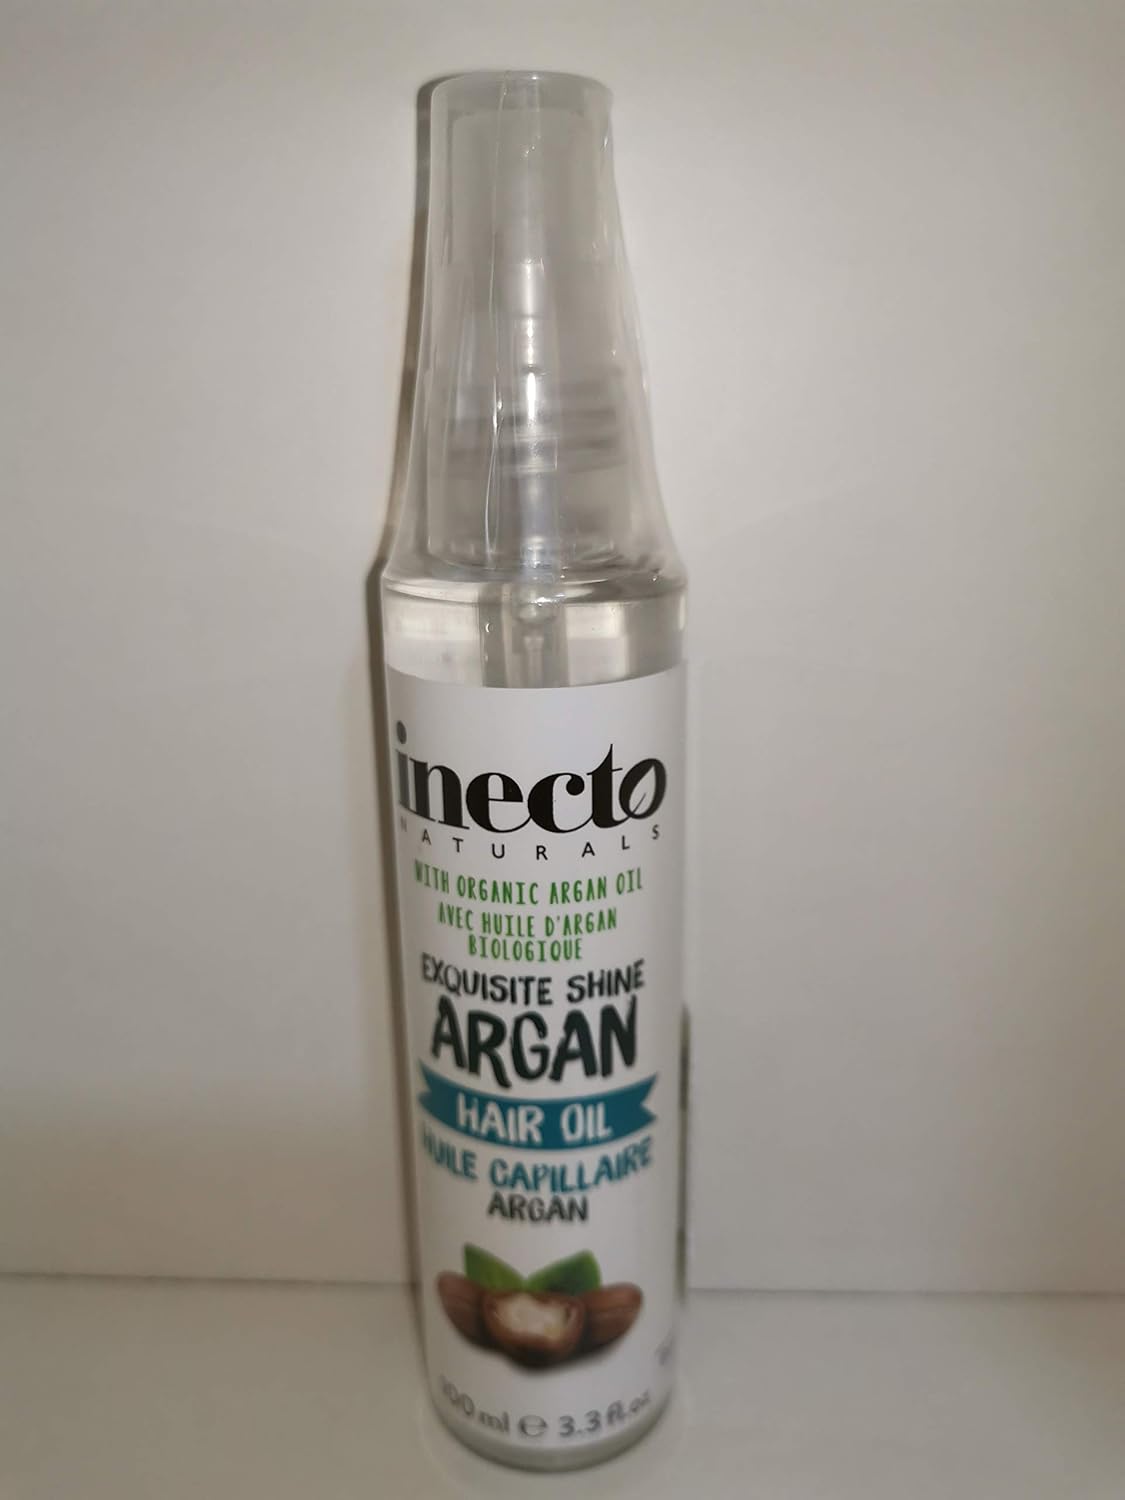 inecto
NATURALS
WITH ORGANIC ARGAN OIL
AVEC HUILE D'ARGAN
BIOLOGIQUE
EXQUISITE SHINE
ARGAN
HAIR OIL
HUILE CAPILLAIRE
ARGAN
100 ml ℮ 3.3 fl.oz